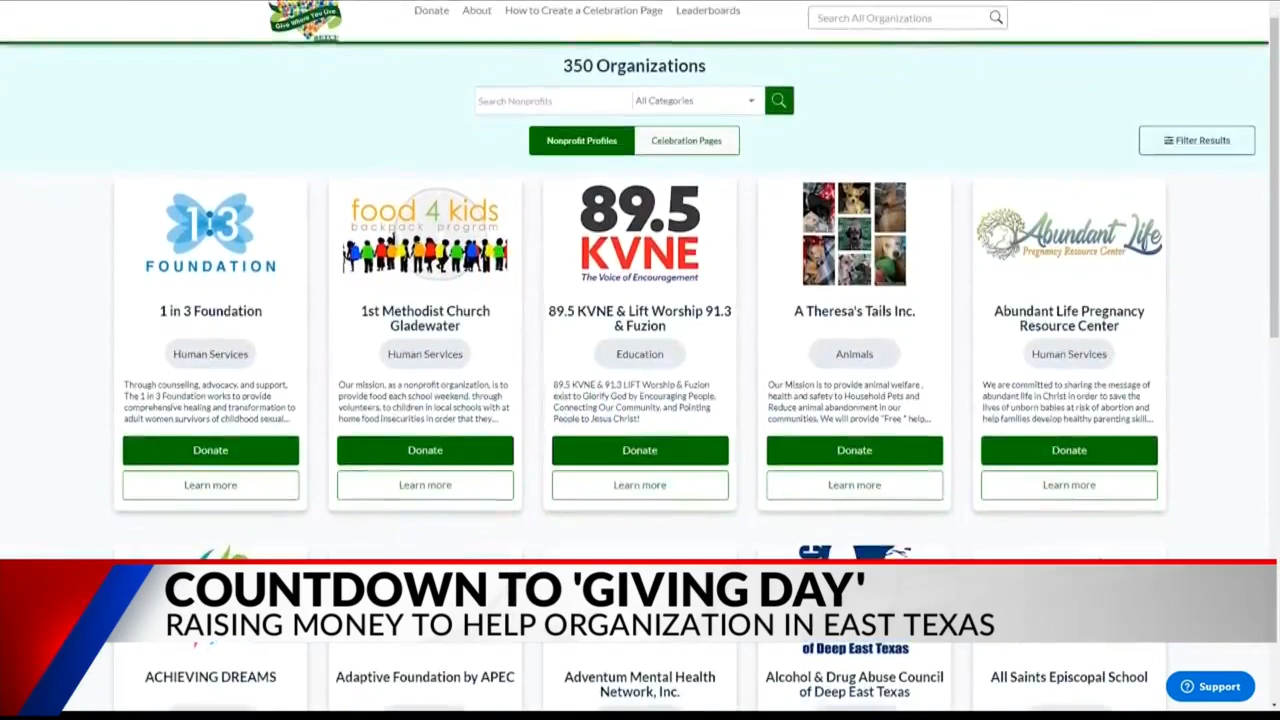 Give Where You Live
Donate About How to Create a Celebration Page Leaderboards
Search All Organizations
350 Organizations
Search Nonprofits All Categories
Nonprofit Profiles Celebration Pages
Filter Results
1:3
FOUNDATION
1 in 3 Foundation
Human Services
Through counseling, advocacy, and support,
The 1 in 3 Foundation works to provide
comprehensive healing and transformation to
adult women survivors of childhood sexual...
Donate
Learn more
food 4 kids
backpack program
1st Methodist Church
Gladewater
Human Services
Our mission, as a nonprofit organization, is to
provide food each school weekend, through
volunteers, to children in local schools with at
home food insecurities in order that they...
Donate
Learn more
89.5
KVNE
The Voice of Encouragement
89.5 KVNE & Lift Worship 91.3
& Fuzion
Education
89.5 KVNE & 91.3 LIFT Worship & Fuzion
exist to Glorify God by Encouraging People,
Connecting Our Community, and Pointing
People to Jesus Christ!
Donate
Learn more
A Theresa's Tails Inc.
Animals
Our Mission is to provide animal welfare ,
health and safety to Household Pets and
Reduce animal abandonment in our
communities. We will provide "Free " help...
Donate
Learn more
Abundant Life
Pregnancy Resource Center
Abundant Life Pregnancy
Resource Center
Human Services
We are committed to sharing the message of
abundant life in Christ in order to save the
lives of unborn babies at risk of abortion and
help families develop healthy parenting skill...
Donate
Learn more
COUNTDOWN TO 'GIVING DAY'
RAISING MONEY TO HELP ORGANIZATION IN EAST TEXAS
of Deep East Texas
ACHIEVING DREAMS
Adaptive Foundation by APEC
Adventum Mental Health
Network, Inc.
Alcohol & Drug Abuse Council
of Deep East Texas
All Saints Episcopal School
Support